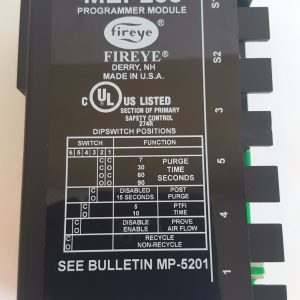 PROGRAMMER MODULE
fireye
FIREYE®
DERRY, NH
MADE IN U.S.A.
C UL US LISTED
SECTION OF PRIMARY
SAFETY CONTROL
274R
DIPSWITCH POSITIONS
SWITCH FUNCTION
6 5 4 3 2 1
C C 7 PURGE
C O 30 TIME
O C 60 SECONDS
O O 90
C DISABLED POST
O 15 SECONDS PURGE
C 5 PTFI
O 10 TIME
C DISABLE PROVE
O ENABLE AIR FLOW
C RECYCLE
O NON-RECYCLE
SEE BULLETIN MP-5201
S2
5
4
1